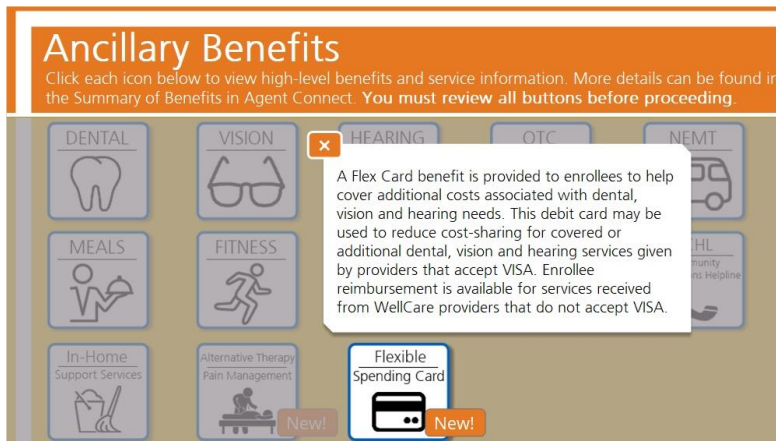 Ancillary Benefits
Click each icon below to view high-level benefits and service information. More details can be found in
the Summary of Benefits in Agent Connect. You must review all buttons before proceeding.
DENTAL
VISION
HEARING
OTC
NEMT
×
A Flex Card benefit is provided to enrollees to help
cover additional costs associated with dental,
vision and hearing needs. This debit card may be
used to reduce cost-sharing for covered or
additional dental, vision and hearing services given
by providers that accept VISA. Enrollee
reimbursement is available for services received
from WellCare providers that do not accept VISA.
MEALS
FITNESS
CHL
munity
ns Helpline
In-Home
Support Services
Alternative Therapy
Pain Management
New!
Flexible
Spending Card
New!